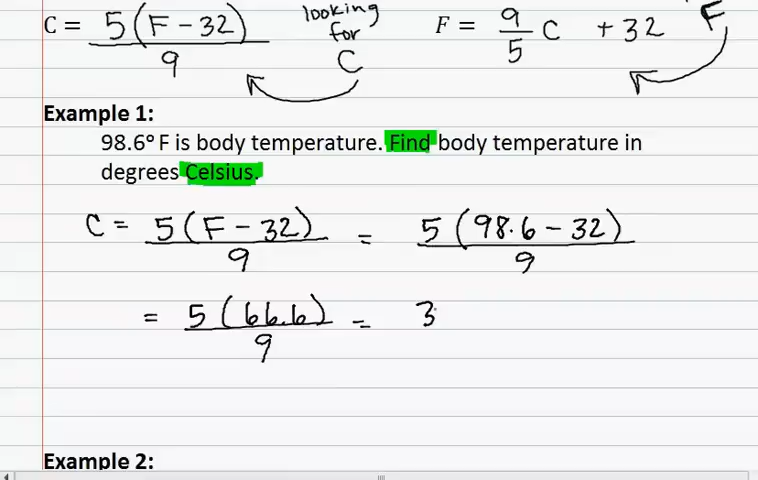 C = 5(F - 32) / 9 looking for C F = 9/5 C + 32 F
Example 1:
98.6° F is body temperature. Find body temperature in
degrees Celsius.
C = 5(F - 32) / 9 = 5(98.6 - 32) / 9
= 5(66.6) / 9 = 3
Example 2: